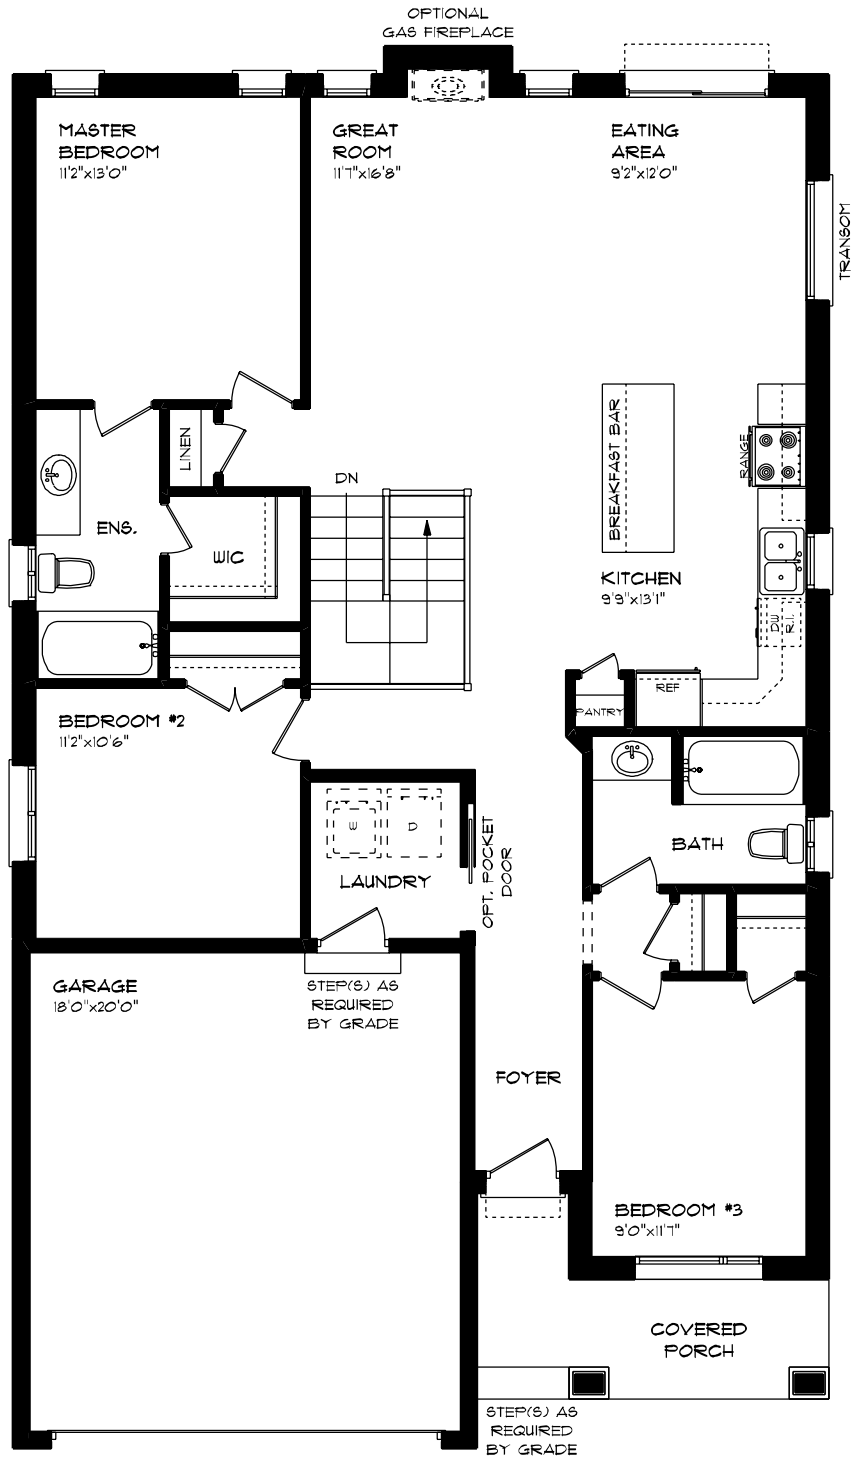 OPTIONAL
GAS FIREPLACE
MASTER
BEDROOM
11'2"x13'0"
GREAT
ROOM
11'7"x16'8"
EATING
AREA
9'2"x12'0"
TRANSOM
LINEN
DN
BREAKFAST BAR
RANGE
ENS.
WIC
KITCHEN
9'9"x13'1"
DW
R.I.
REF
PANTRY
BEDROOM #2
11'2"x10'6"
W
D
LAUNDRY
OPT. POCKET
DOOR
BATH
GARAGE
18'0"x20'0"
STEP(S) AS
REQUIRED
BY GRADE
FOYER
BEDROOM #3
9'0"x11'7"
COVERED
PORCH
STEP(S) AS
REQUIRED
BY GRADE